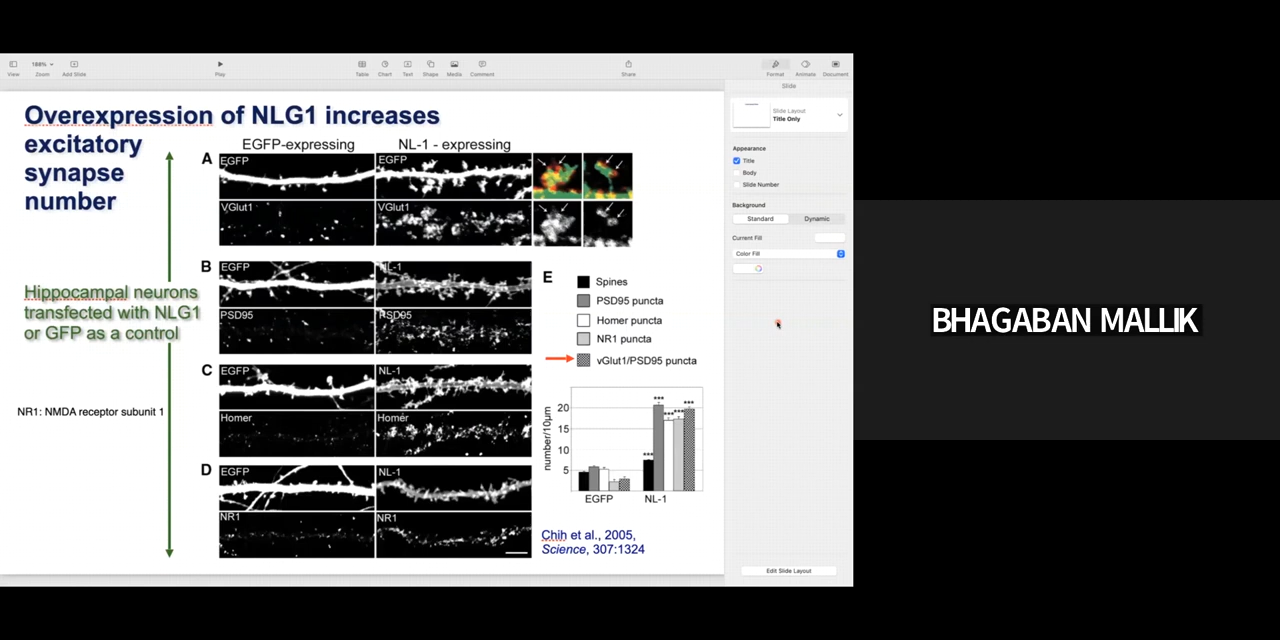 View
188%
Zoom
Add Slide
Play
Table
Chart
Text
Shape
Media
Comment
Share
Format
Animate
Document
Overexpression of NLG1 increases
excitatory
synapse
number
Hippocampal neurons
transfected with NLG1
or GFP as a control
NR1: NMDA receptor subunit 1
EGFP-expressing
NL-1 - expressing
A
EGFP
EGFP
VGlut1
VGlut1
B
EGFP
NL-1
PSD95
PSD95
C
EGFP
NL-1
Homer
Homer
D
EGFP
NL-1
NR1
NR1
E
Spines
PSD95 puncta
Homer puncta
NR1 puncta
vGlut1/PSD95 puncta
number/10µm
20
15
10
5
***
***
***
***
***
EGFP
NL-1
Chih et al., 2005,
Science, 307:1324
Slide
Slide Layout
Title Only
Appearance
Title
Body
Slide Number
Background
Standard
Dynamic
Current Fill
Color Fill
Edit Slide Layout
BHAGABAN MALLIK